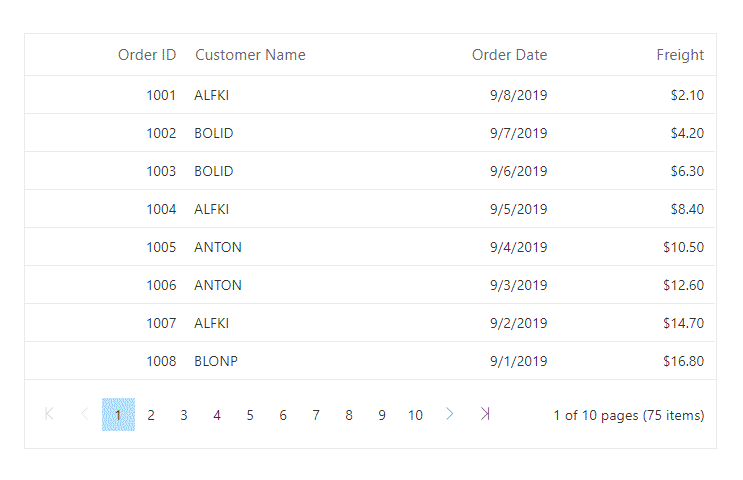 Order ID Customer Name Order Date Freight
1001 ALFKI 9/8/2019 $2.10
1002 BOLID 9/7/2019 $4.20
1003 BOLID 9/6/2019 $6.30
1004 ALFKI 9/5/2019 $8.40
1005 ANTON 9/4/2019 $10.50
1006 ANTON 9/3/2019 $12.60
1007 ALFKI 9/2/2019 $14.70
1008 BLONP 9/1/2019 $16.80
1 2 3 4 5 6 7 8 9 10 1 of 10 pages (75 items)